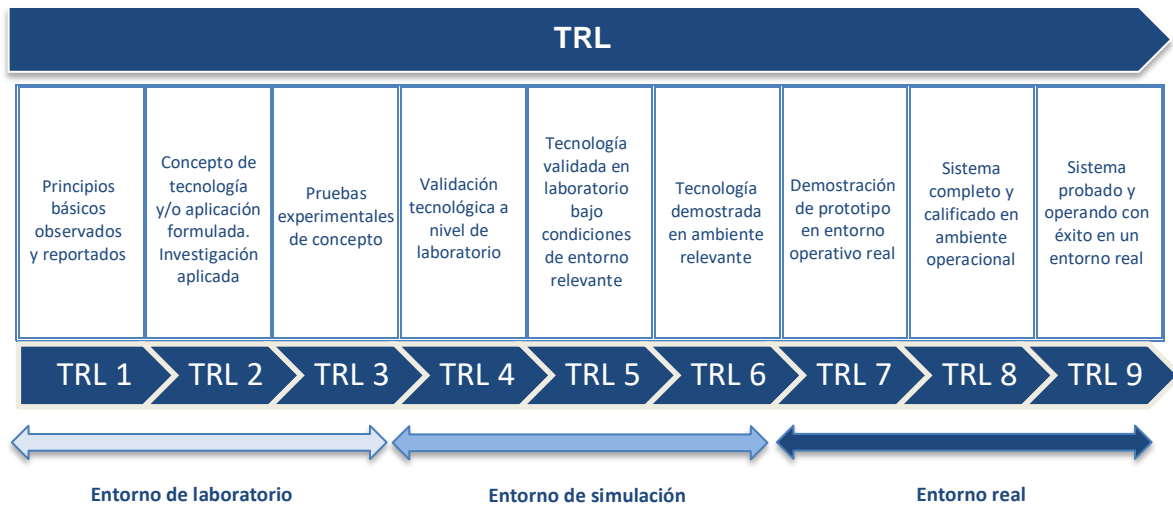 TRL
Principios
básicos
observados
y reportados
Concepto de
tecnología
y/o aplicación
formulada.
Investigación
aplicada
Pruebas
experimentales
de concepto
Validación
tecnológica a
nivel de
laboratorio
Tecnología
validada en
laboratorio
bajo
condiciones
de entorno
relevante
Tecnología
demostrada
en ambiente
relevante
Demostración
de prototipo
en entorno
operativo real
Sistema
completo y
calificado en
ambiente
operacional
Sistema
probado y
operando con
éxito en un
entorno real
TRL 1
TRL 2
TRL 3
TRL 4
TRL 5
TRL 6
TRL 7
TRL 8
TRL 9
Entorno de laboratorio
Entorno de simulación
Entorno real